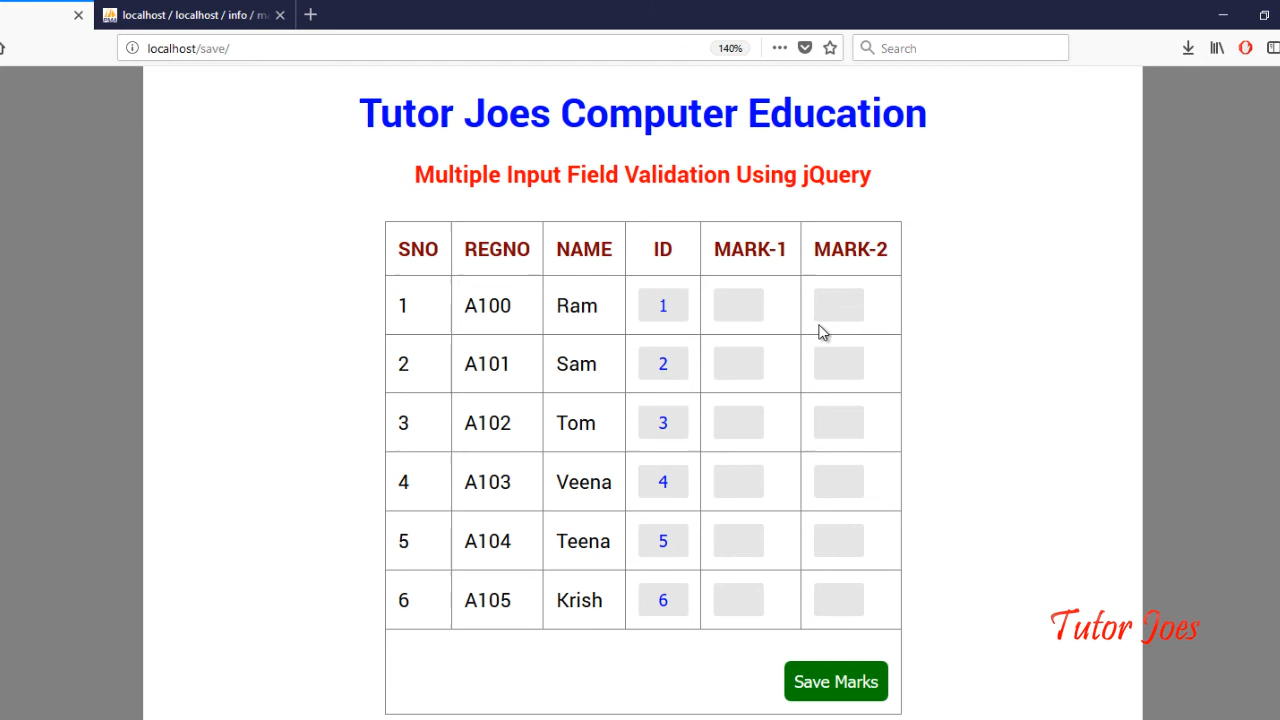 localhost / localhost / info / m
localhost/save/
140%
Search
Tutor Joes Computer Education
Multiple Input Field Validation Using jQuery
SNO REGNO NAME ID MARK-1 MARK-2
1 A100 Ram 1
2 A101 Sam 2
3 A102 Tom 3
4 A103 Veena 4
5 A104 Teena 5
6 A105 Krish 6
Tutor Joes
Save Marks